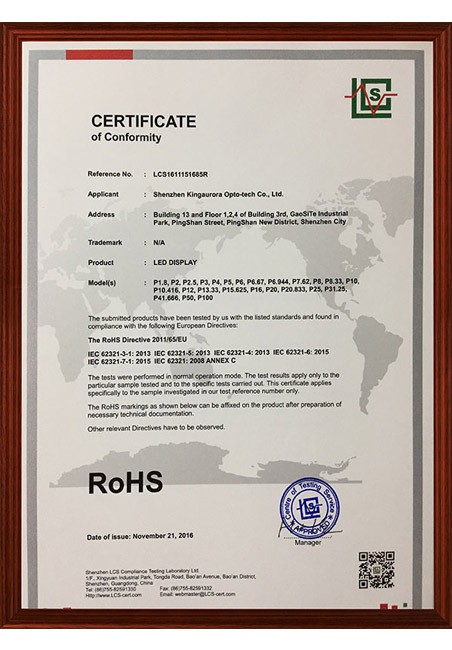 LCS
CERTIFICATE
of Conformity
Reference No. : LCS1611151685R
Applicant : Shenzhen Kingaurora Opto-tech Co., Ltd.
Address : Building 13 and Floor 1,2,4 of Building 3rd, GaoSiTe Industrial
Park, PingShan Street, PingShan New District, Shenzhen City
Trademark : N/A
Product : LED DISPLAY
Model(s) : P1.8, P2, P2.5, P3, P4, P5, P6, P6.67, P6.944, P7.62, P8, P8.33, P10,
P10.416, P12, P13.33, P15.625, P16, P20, P20.833, P25, P31.25,
P41.666, P50, P100
The submitted products have been tested by us with the listed standards and found in
compliance with the following European Directives:
The RoHS Directive 2011/65/EU
IEC 62321-3-1: 2013 IEC 62321-5: 2013 IEC 62321-4: 2013 IEC 62321-6: 2015
IEC 62321-7-1: 2015 IEC 62321: 2008 ANNEX C
The tests were performed in normal operation mode. The test results apply only to the
particular sample tested and to the specific tests carried out. This certificate applies
specifically to the sample investigated in our test reference number only.
The RoHS markings as shown below can be affixed on the product after preparation of
necessary technical documentation.
Other relevant Directives have to be observed.
RoHS
Centre of Testing Service
LCS
APPROVED
Manager
Date of issue: November 21, 2016
Shenzhen LCS Compliance Testing Laboratory Ltd.
1/F., Xingyuan Industrial Park, Tongda Road, Bao'an Avenue, Bao'an District,
Shenzhen, Guangdong, China
Tel: (86)755-82591330 Fax: (86)755-82591332
Http://www.LCS-cert.com Email: webmaster@LCS-cert.com